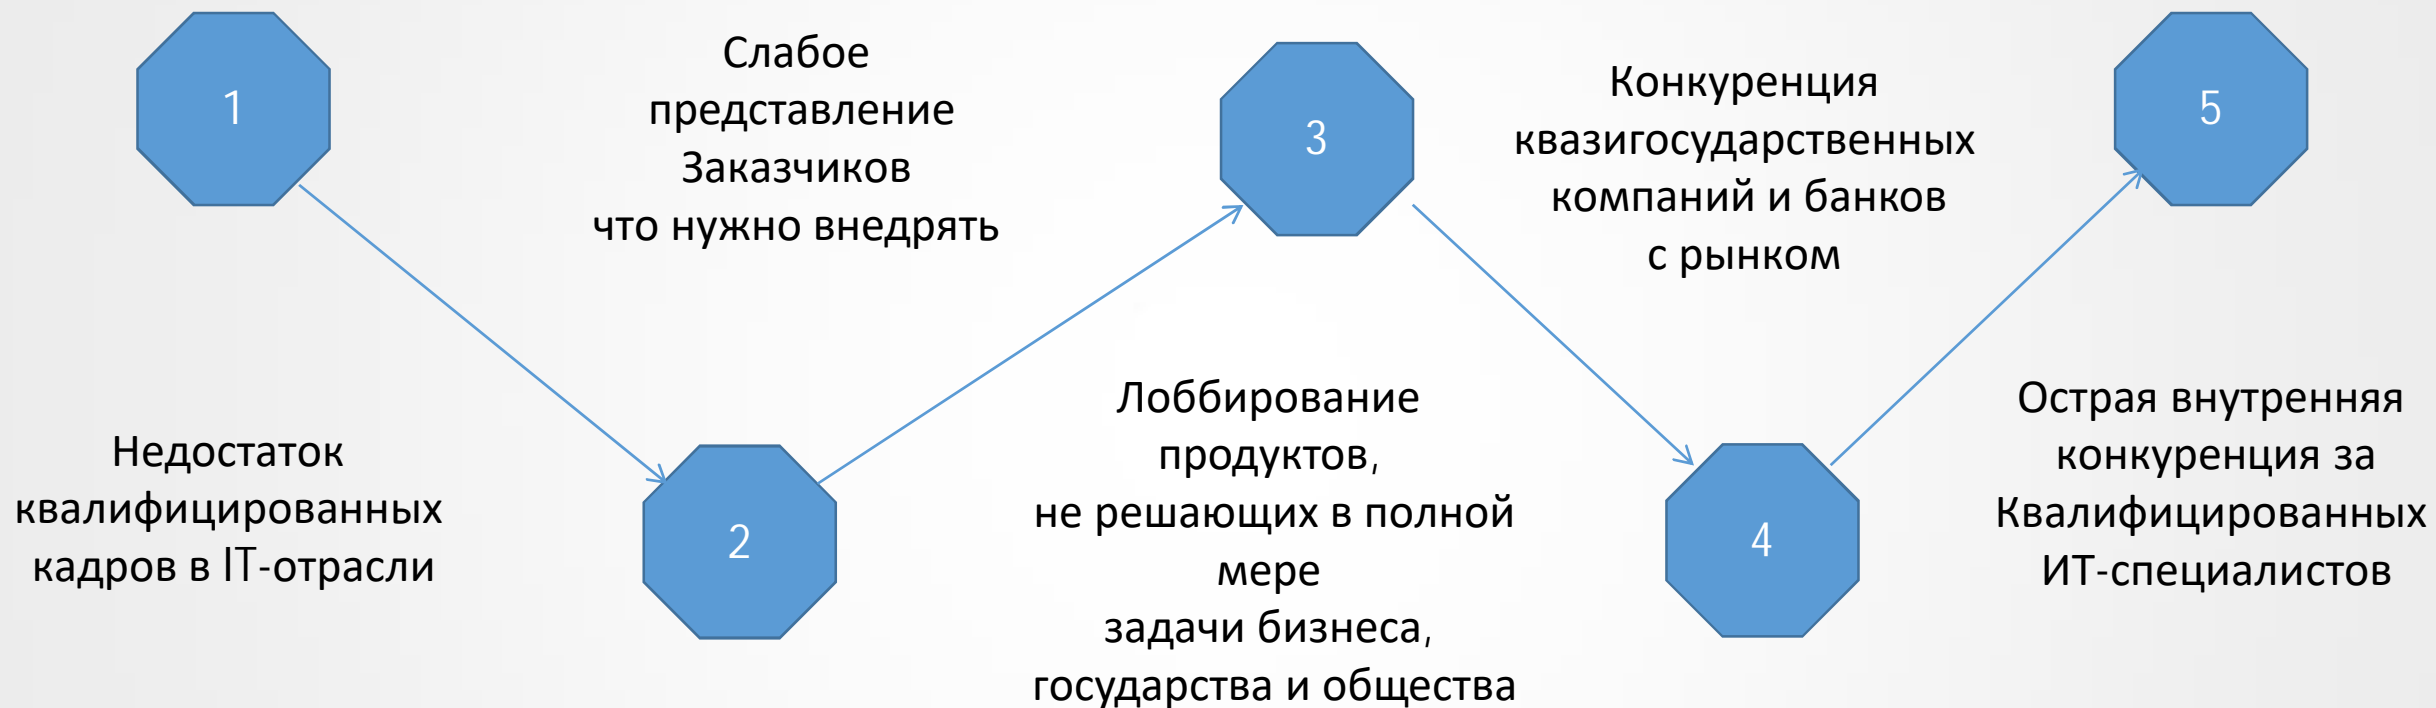 1
Недостаток
квалифицированных
кадров в IT-отрасли
2
Слабое
представление
Заказчиков
что нужно внедрять
3
Лоббирование
продуктов,
не решающих в полной
мере
задачи бизнеса,
государства и общества
4
Конкуренция
квазигосударственных
компаний и банков
с рынком
5
Острая внутренняя
конкуренция за
Квалифицированных
ИТ-специалистов